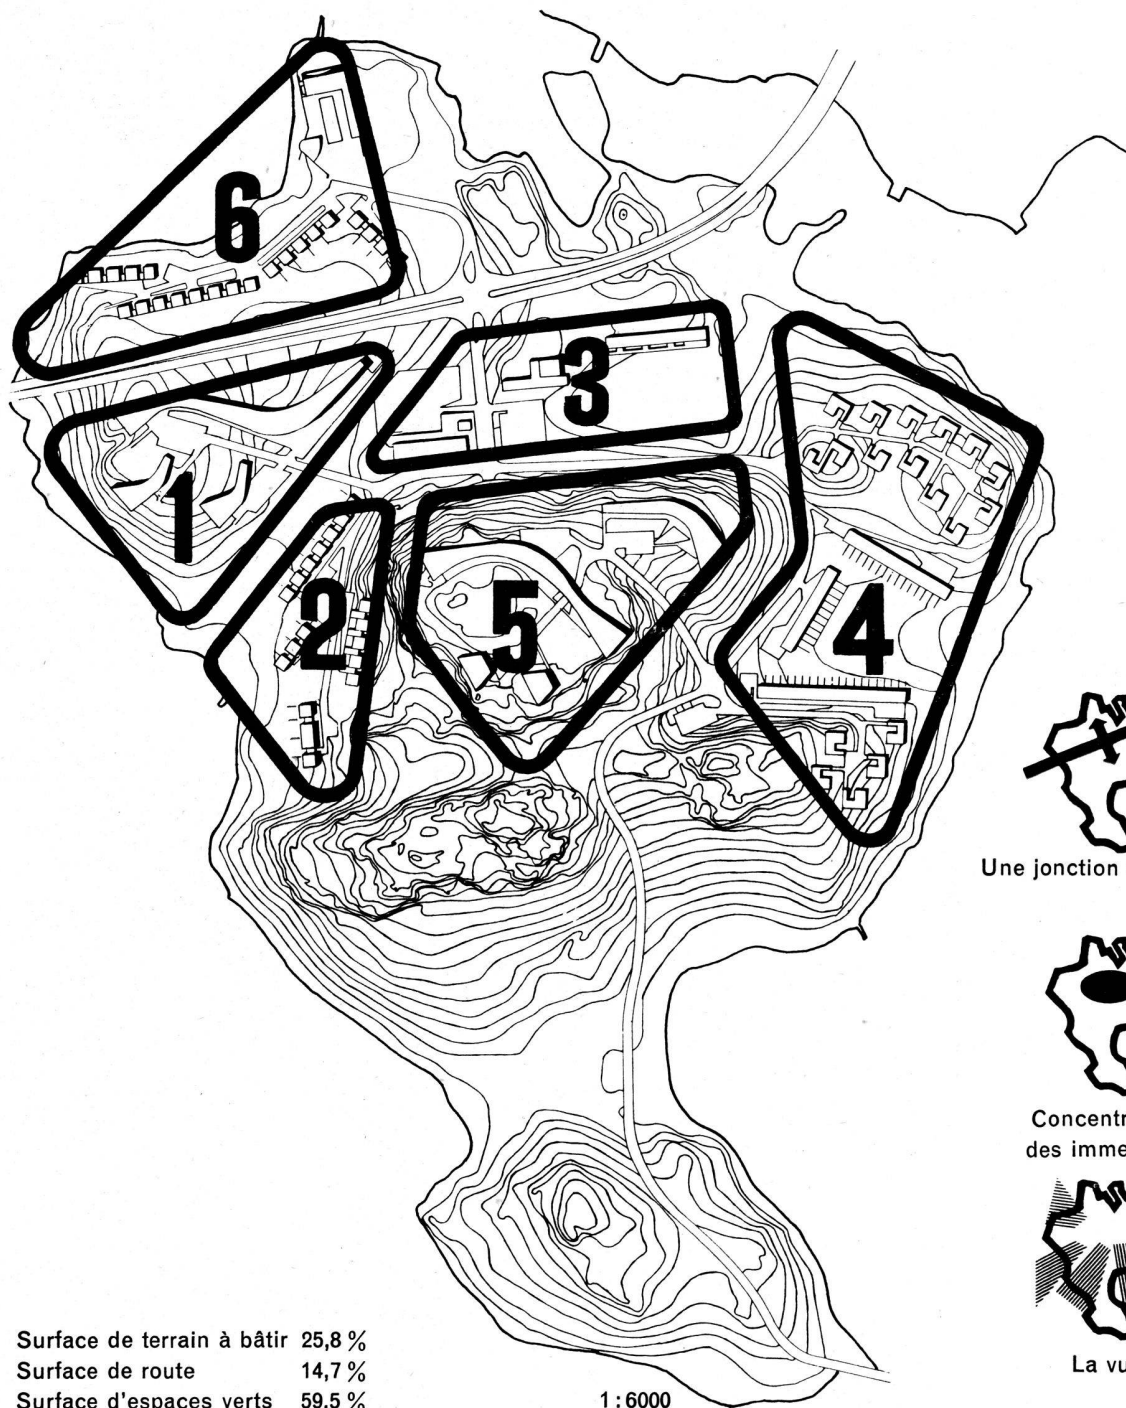 6
3
1
2
5
4
Une jonction
Concentr
des imme
La vu
Surface de terrain à bâtir 25,8 %
Surface de route 14,7 %
Surface d'espaces verts 59,5 %
1:6000